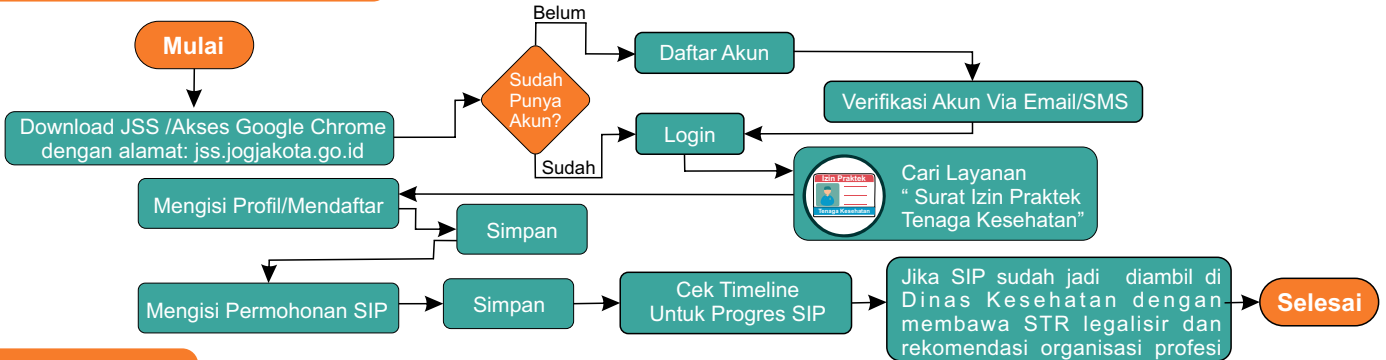 Mulai
Download JSS /Akses Google Chrome
dengan alamat: jss.jogjakota.go.id
Sudah
Punya
Akun?
Belum
Daftar Akun
Verifikasi Akun Via Email/SMS
Sudah
Login
Izin Praktek
Tenaga Kesehatan
Cari Layanan
“ Surat Izin Praktek
Tenaga Kesehatan”
Mengisi Profil/Mendaftar
Simpan
Mengisi Permohonan SIP
Simpan
Cek Timeline
Untuk Progres SIP
Jika SIP sudah jadi diambil di
Dinas Kesehatan dengan
membawa STR legalisir dan
rekomendasi organisasi profesi
Selesai